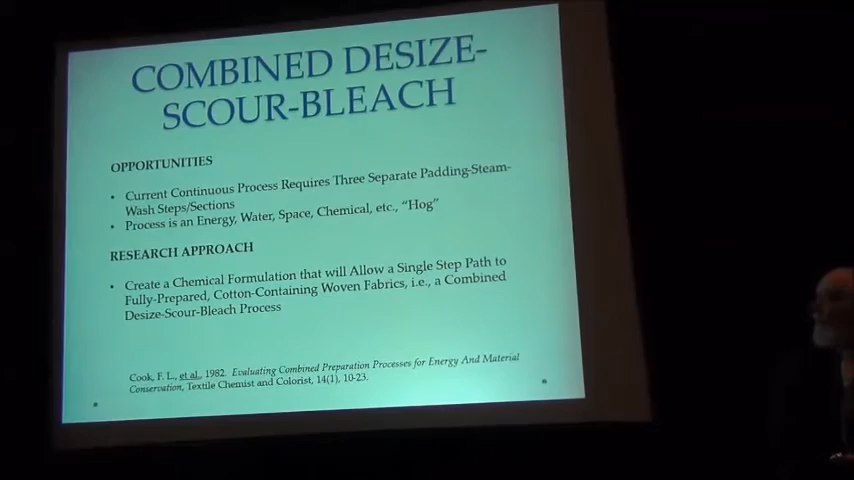 COMBINED DESIZE-
SCOUR-BLEACH
OPPORTUNITIES
• Current Continuous Process Requires Three Separate Padding-Steam-
Wash Steps/Sections
• Process is an Energy, Water, Space, Chemical, etc., "Hog"
RESEARCH APPROACH
• Create a Chemical Formulation that will Allow a Single Step Path to
Fully-Prepared, Cotton-Containing Woven Fabrics, i.e., a Combined
Desize-Scour-Bleach Process
Cook, F. L., et al., 1982. Evaluating Combined Preparation Processes for Energy And Material
Conservation, Textile Chemist and Colorist, 14(1), 10-23.